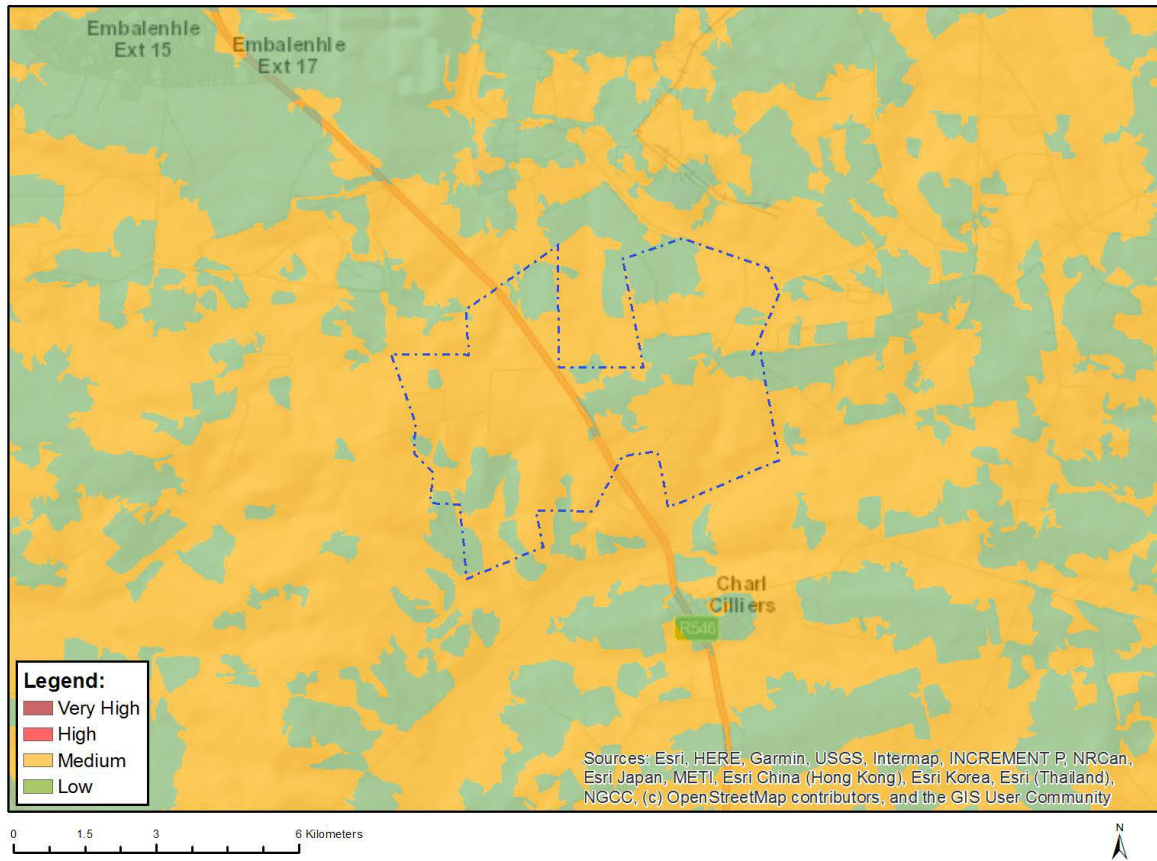 Embalenhle
Ext 15
Embalenhle
Ext 17
Charl
Cilliers
R546
Legend:
Very High
High
Medium
Low
Sources: Esri, HERE, Garmin, USGS, Intermap, INCREMENT P, NRCan,
Esri Japan, METI, Esri China (Hong Kong), Esri Korea, Esri (Thailand),
NGCC, (c) OpenStreetMap contributors, and the GIS User Community
0 1.5 3 6 Kilometers
N